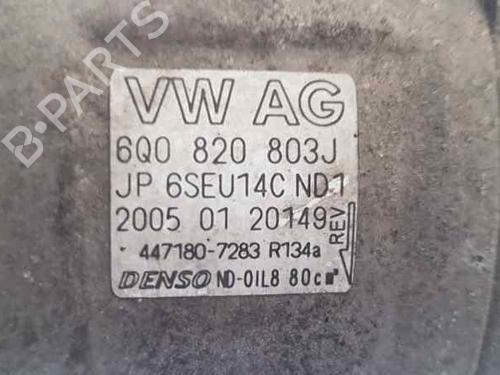 B-PARTS
VW AG
6Q0 820 803J
JP 6SEU14C ND1
2005 01 20149
REV
447180-7283 R134a
DENSO ND-OIL8 80c㎥